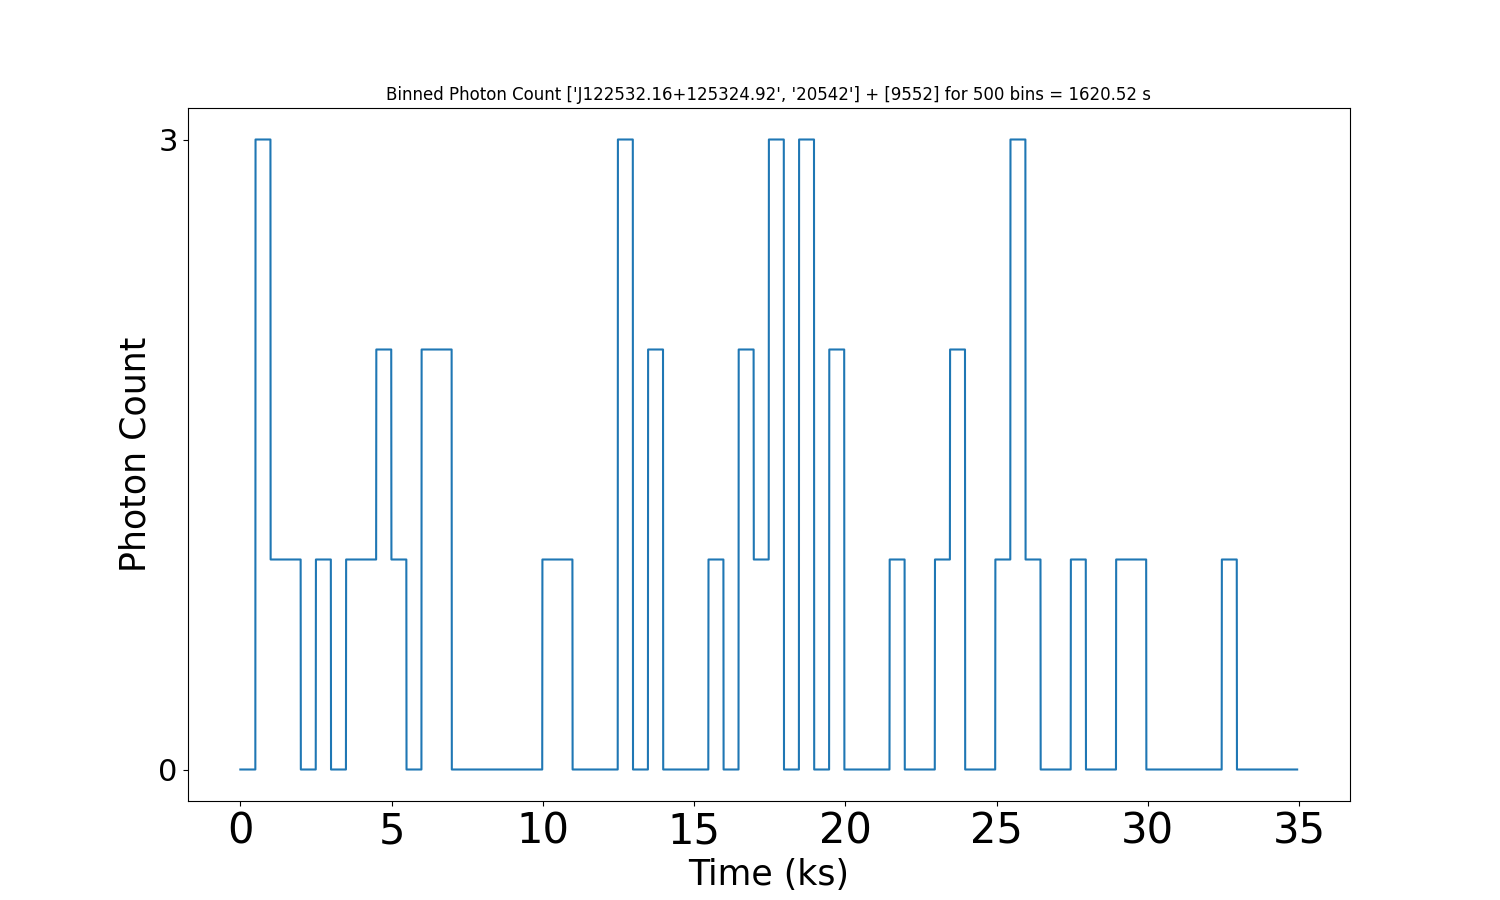 Binned Photon Count ['J122532.16+125324.92', '20542'] + [9552] for 500 bins = 1620.52 s
3
Photon Count
0
0 5 10 15 20 25 30 35
Time (ks)